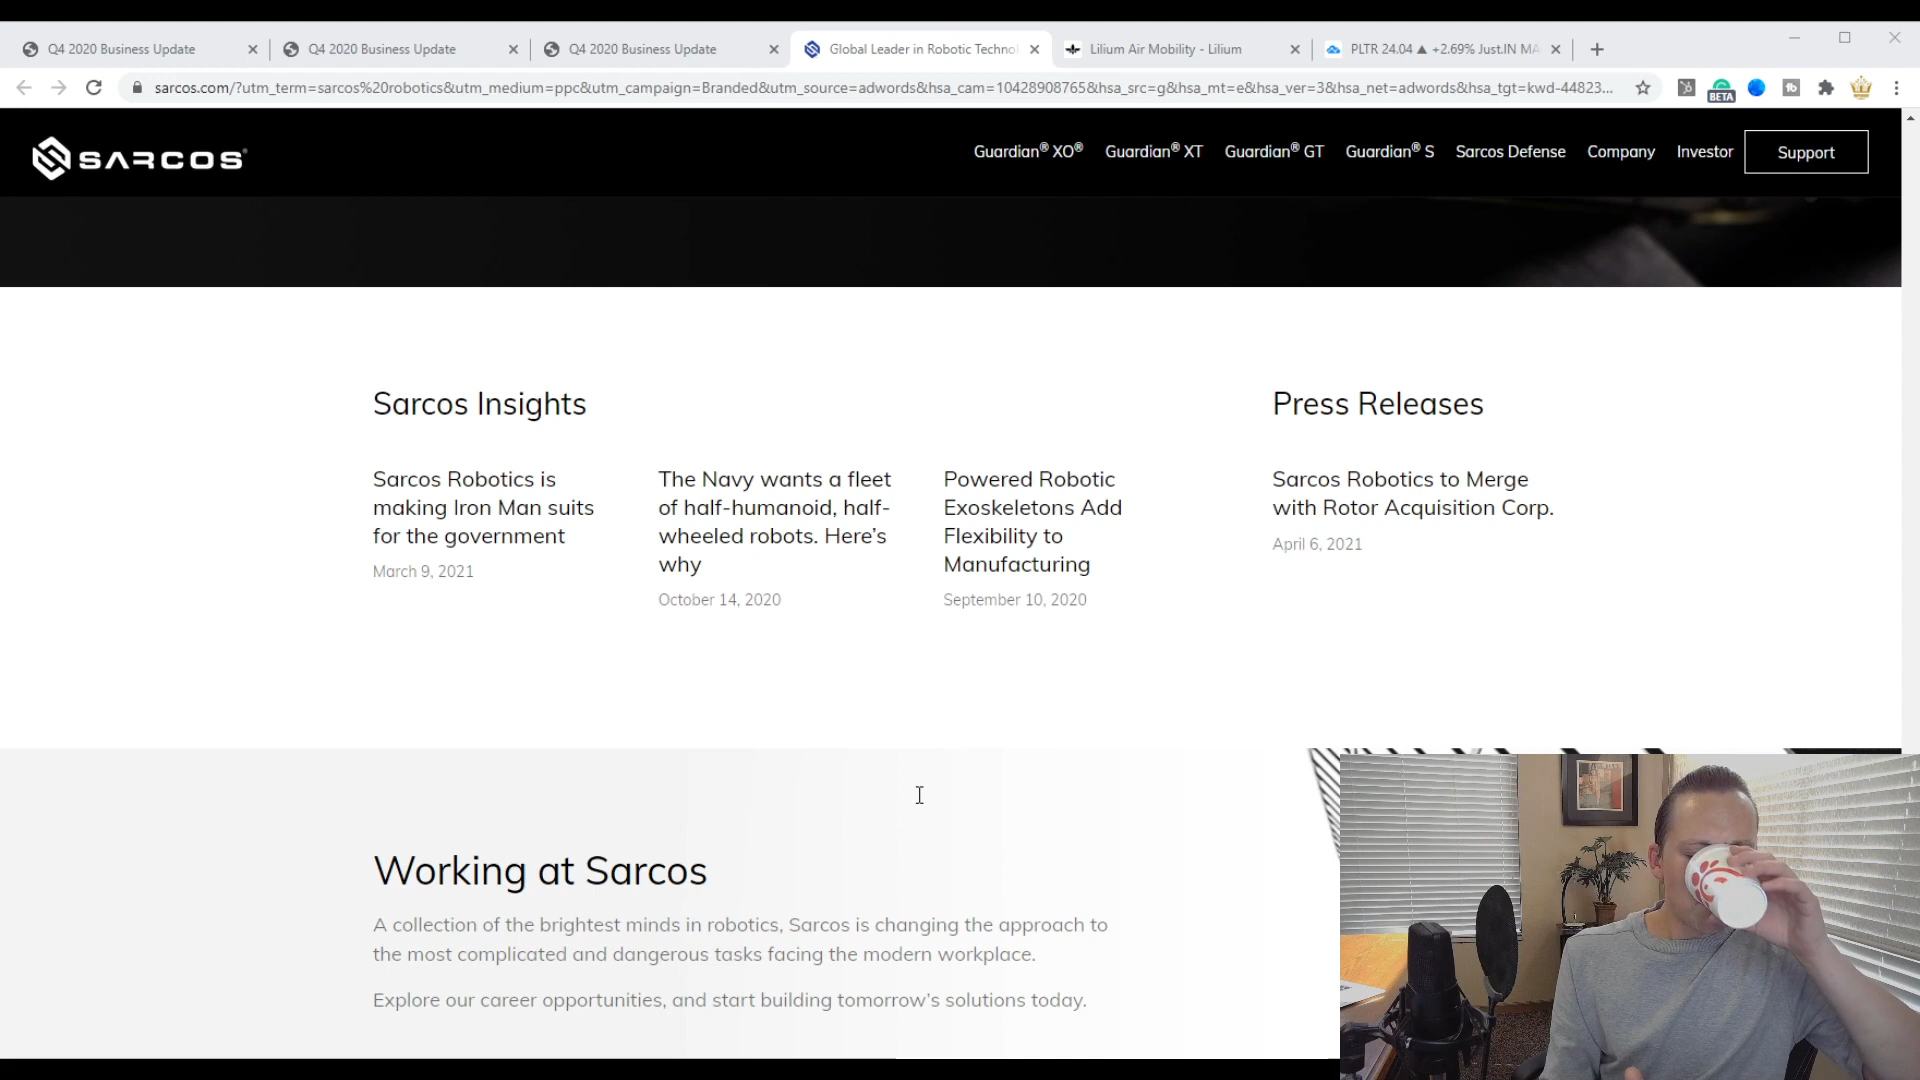 Q4 2020 Business Update
Q4 2020 Business Update
Q4 2020 Business Update
Global Leader in Robotic Techno
Lilium Air Mobility - Lilium
PLTR 24.04 ▲ +2.69% Just.IN MA
sarcos.com/?utm_term=sarcos%20robotics&utm_medium=ppc&utm_campaign=Branded&utm_source=adwords&hsa_cam=10428908765&hsa_src=g&hsa_mt=e&hsa_ver=3&hsa_net=adwords&hsa_tgt=kwd-44823...
BETA
SARCOS®
Guardian® XO®
Guardian® XT
Guardian® GT
Guardian® S
Sarcos Defense
Company
Investor
Support
Sarcos Insights
Sarcos Robotics is
making Iron Man suits
for the government
March 9, 2021
The Navy wants a fleet
of half-humanoid, half-
wheeled robots. Here's
why
October 14, 2020
Powered Robotic
Exoskeletons Add
Flexibility to
Manufacturing
September 10, 2020
Press Releases
Sarcos Robotics to Merge
with Rotor Acquisition Corp.
April 6, 2021
Working at Sarcos
A collection of the brightest minds in robotics, Sarcos is changing the approach to
the most complicated and dangerous tasks facing the modern workplace.
Explore our career opportunities, and start building tomorrow's solutions today.